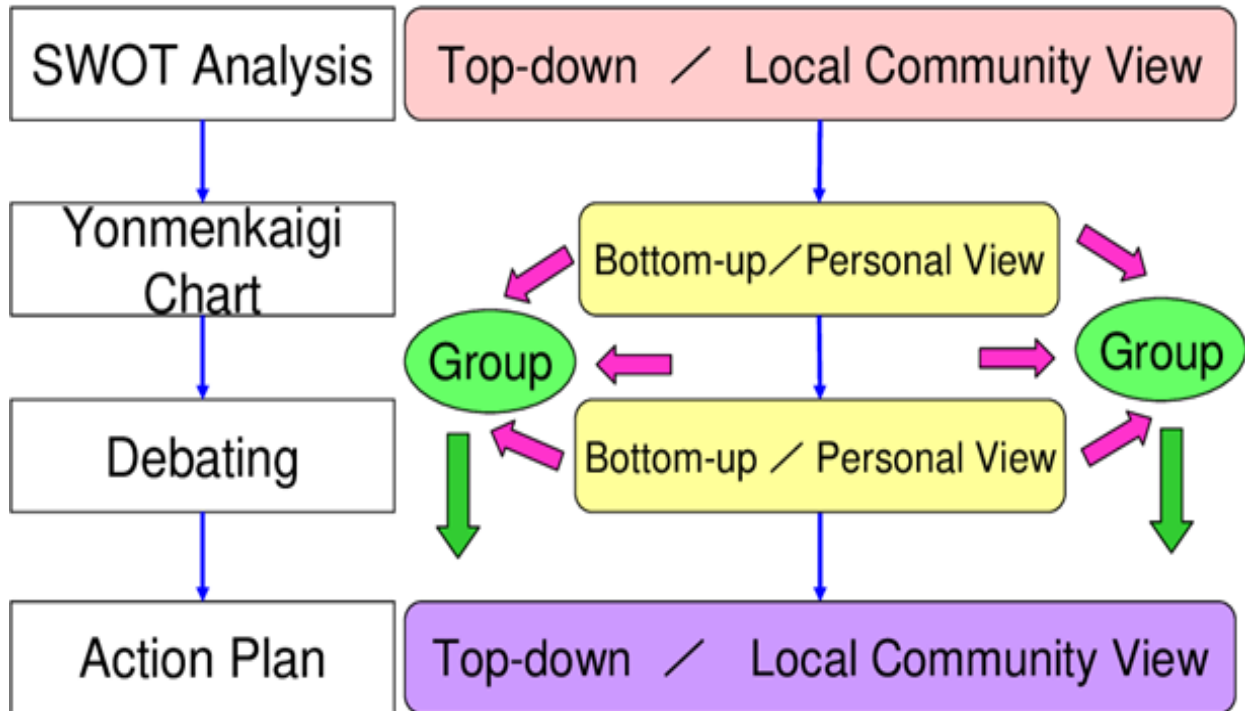 SWOT Analysis
Top-down ／ Local Community View
Yonmenkaigi
Chart
Bottom-up／Personal View
Group
Group
Debating
Bottom-up ／ Personal View
Action Plan
Top-down ／ Local Community View